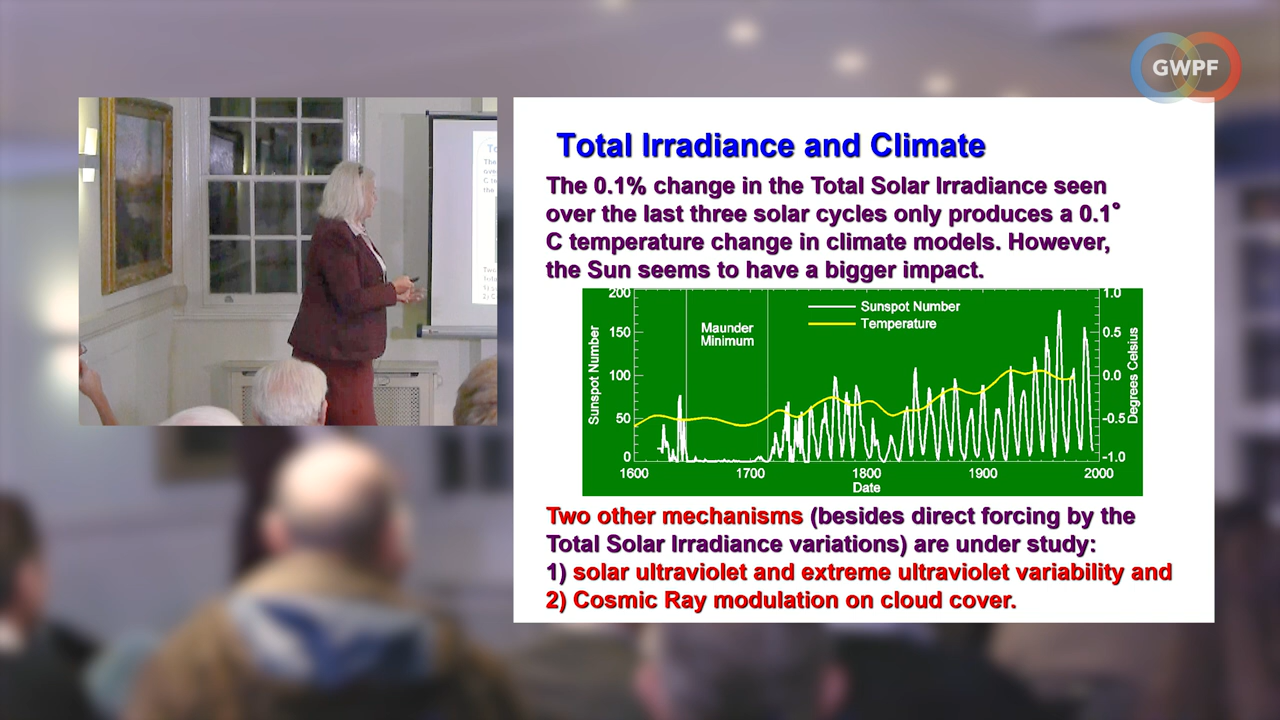 GWPF
Total Irradiance and Climate
The 0.1% change in the Total Solar Irradiance seen
over the last three solar cycles only produces a 0.1°
C temperature change in climate models. However,
the Sun seems to have a bigger impact.
200
150
100
50
0
Sunspot Number
Maunder
Minimum
Sunspot Number
Temperature
1.0
0.5
0.0
-0.5
-1.0
Degrees Celsius
1600 1700 1800 1900 2000
Date
Two other mechanisms (besides direct forcing by the
Total Solar Irradiance variations) are under study:
1) solar ultraviolet and extreme ultraviolet variability and
2) Cosmic Ray modulation on cloud cover.